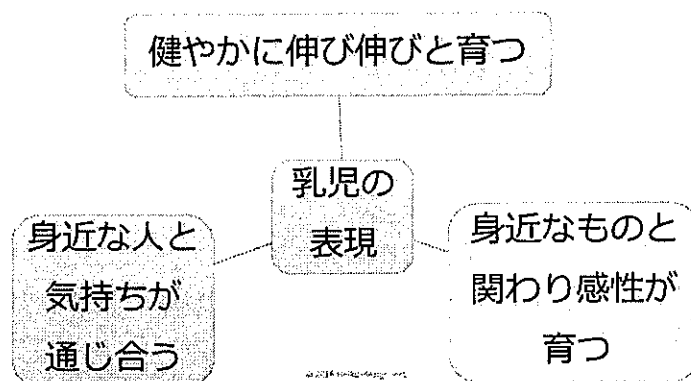 健やかに伸び伸びと育つ
乳児の
表現
身近な人と
気持ちが
通じ合う
身近なものと
関わり感性が
育つ